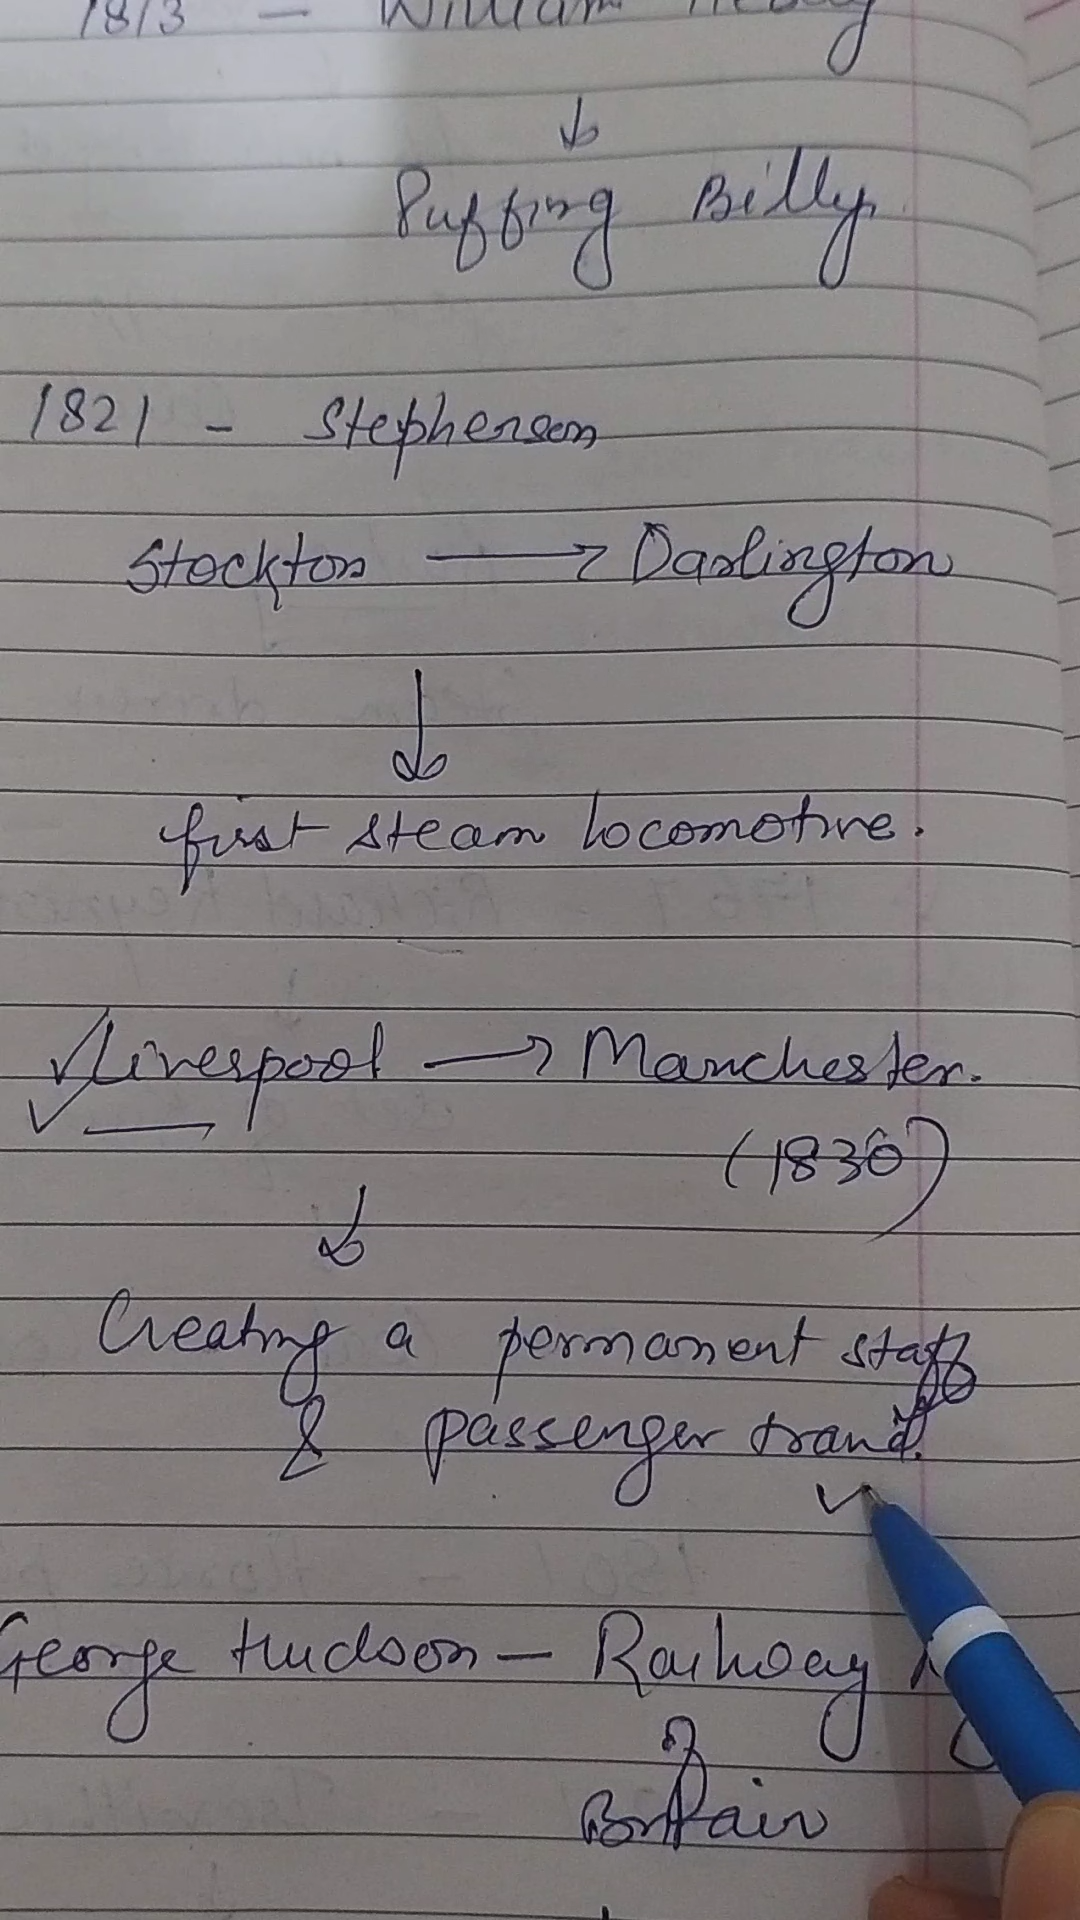 1813 - William
↓
Puffing Billy
1821 - Stephenson
Stockton → Darlington
↓
first steam locomotive.
Liverpool → Manchester.
(1830)
↓
Creating a permanent staff
& passenger
George Hudson - Railway
of
Britain